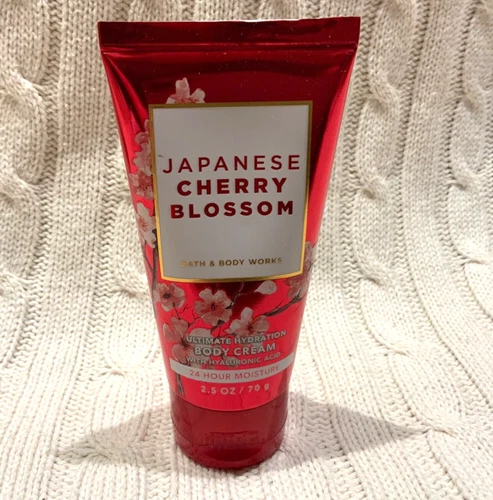 JAPANESE
CHERRY
BLOSSOM
BATH & BODY WORKS
ULTIMATE HYDRATION
BODY CREAM
WITH HYALURONIC ACID
24 HOUR MOISTURE
2.5 OZ / 70 g